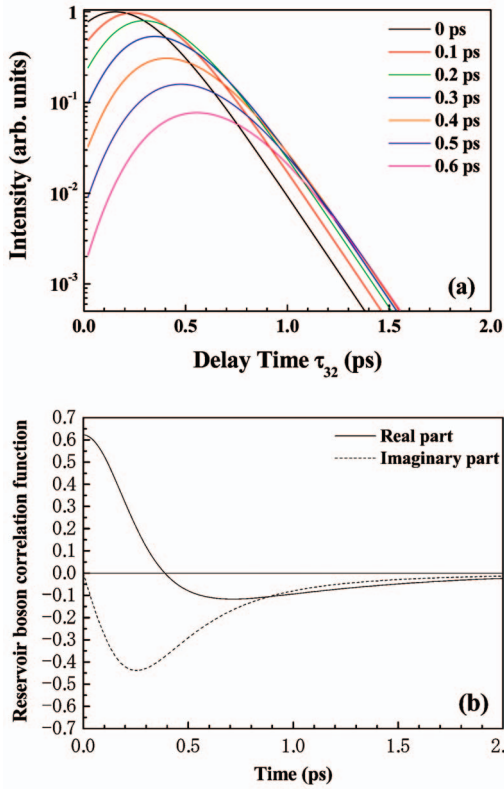 Intensity (arb. units)
1
10⁻¹
10⁻²
10⁻³
0 ps
0.1 ps
0.2 ps
0.3 ps
0.4 ps
0.5 ps
0.6 ps
(a)
0.0 0.5 1.0 1.5 2.0
Delay Time τ₃₂ (ps)
Reservoir boson correlation function
0.7
0.6
0.5
0.4
0.3
0.2
0.1
0.0
-0.1
-0.2
-0.3
-0.4
-0.5
-0.6
-0.7
Real part
Imaginary part
(b)
0.0 0.5 1.0 1.5 2.
Time (ps)